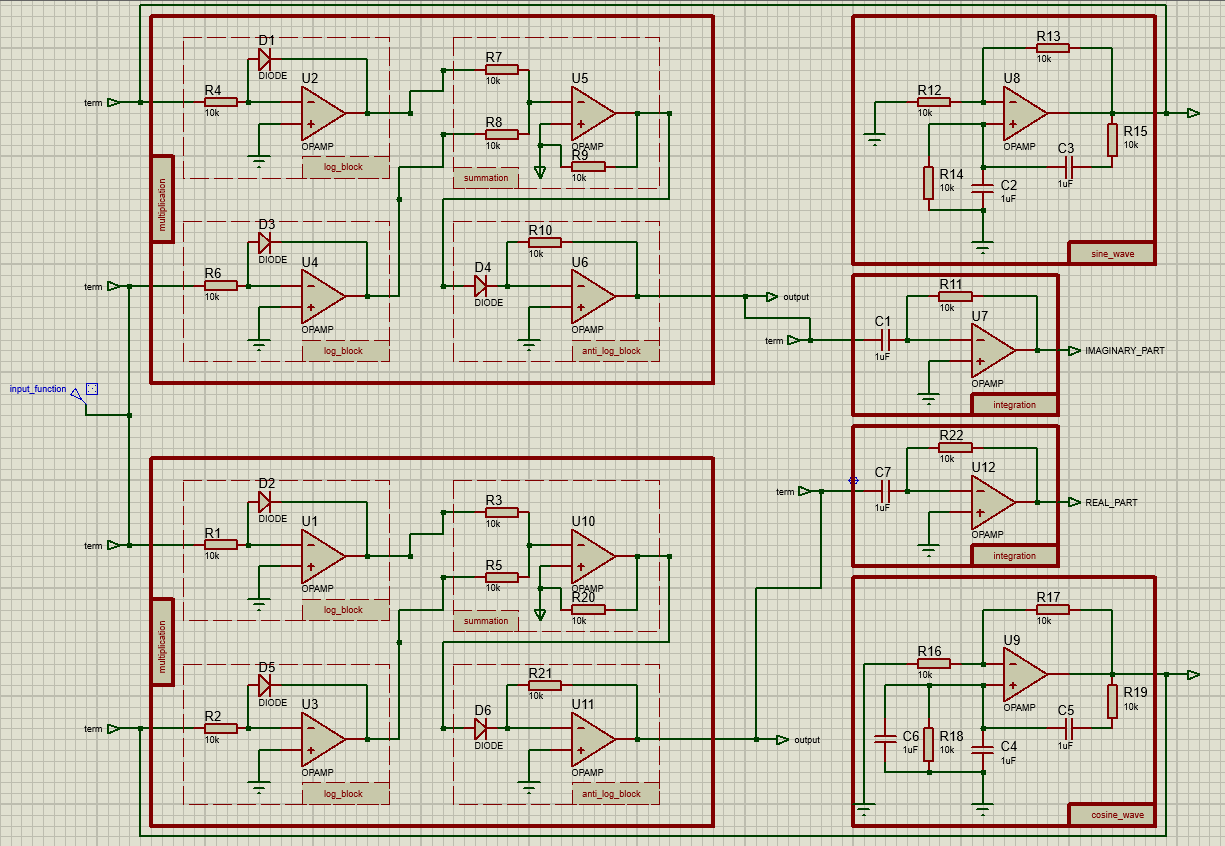 D1
DIODE
R4
10k
U2
OPAMP
term
log_block
R7
10k
R8
10k
U5
OPAMP
R9
10k
summation
multiplication
D3
DIODE
R6
10k
U4
OPAMP
term
log_block
R10
10k
D4
DIODE
U6
OPAMP
anti_log_block
output
term
R13
10k
R12
10k
U8
OPAMP
R15
10k
C3
1uF
R14
10k
C2
1uF
sine_wave
R11
10k
C1
1uF
U7
OPAMP
IMAGINARY_PART
integration
input_function
R22
10k
C7
1uF
U12
OPAMP
REAL_PART
integration
term
D2
DIODE
R1
10k
U1
OPAMP
term
log_block
R3
10k
R5
10k
U10
OPAMP
R20
10k
summation
multiplication
D5
DIODE
R2
10k
U3
OPAMP
term
log_block
R21
10k
D6
DIODE
U11
OPAMP
anti_log_block
output
R17
10k
R16
10k
U9
OPAMP
R19
10k
C5
1uF
C6
1uF
R18
10k
C4
1uF
cosine_wave